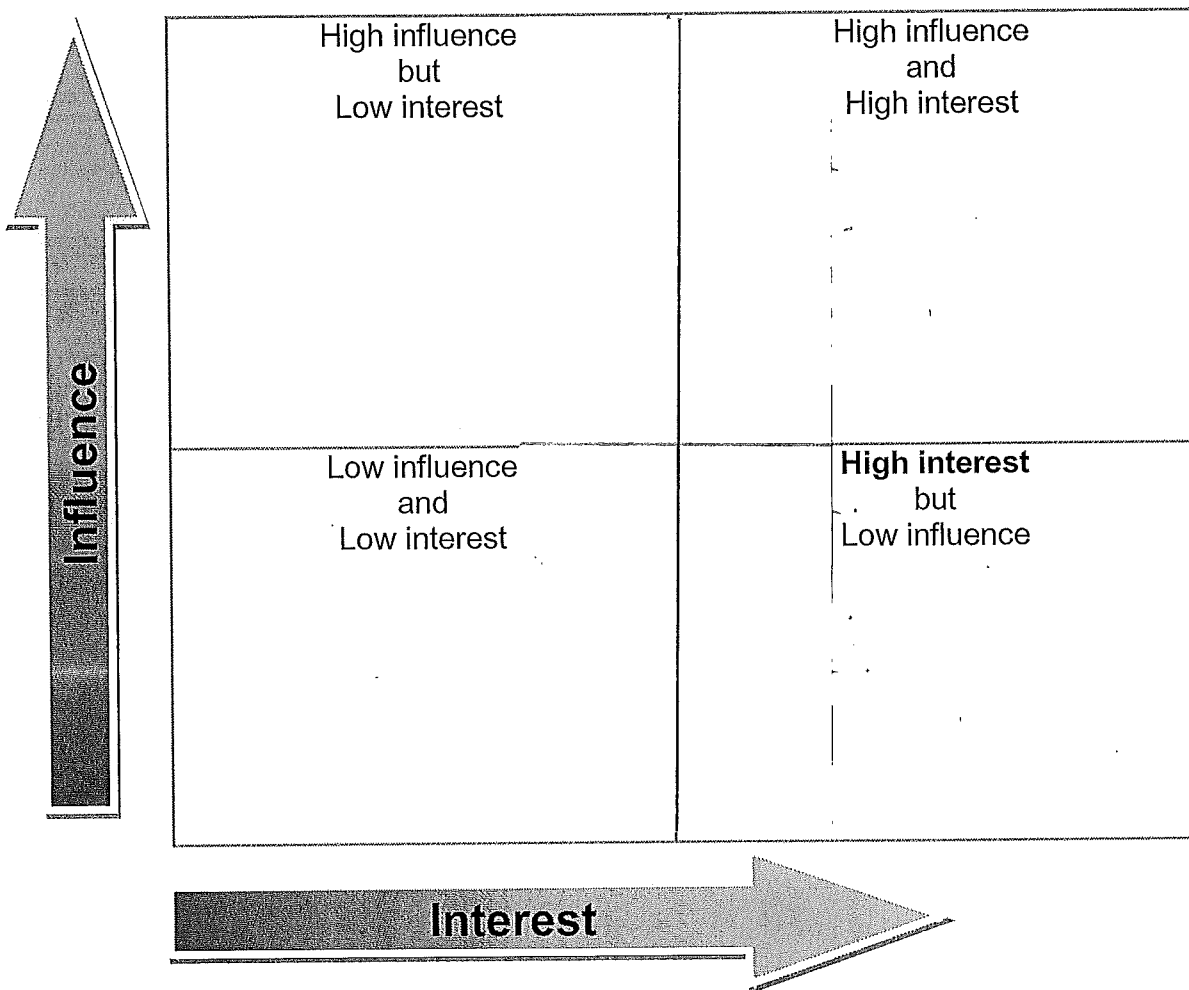 High influence
but
Low interest
High influence
and
High interest
Influence
Low influence
and
Low interest
High interest
but
Low influence
Interest